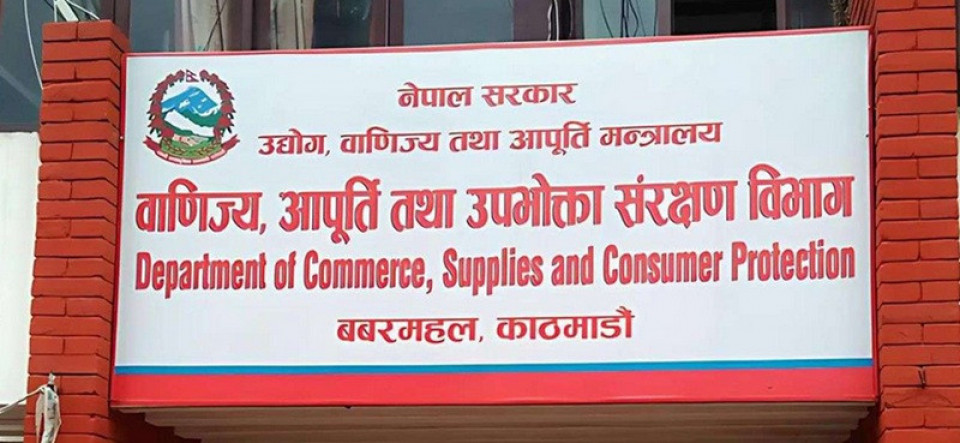 नेपाल सरकार
उद्योग, वाणिज्य तथा आपूर्ति मन्त्रालय
वाणिज्य, आपूर्ति तथा उपभोक्ता संरक्षण विभाग
Department of Commerce, Supplies and Consumer Protection
बबरमहल, काठमाडौं